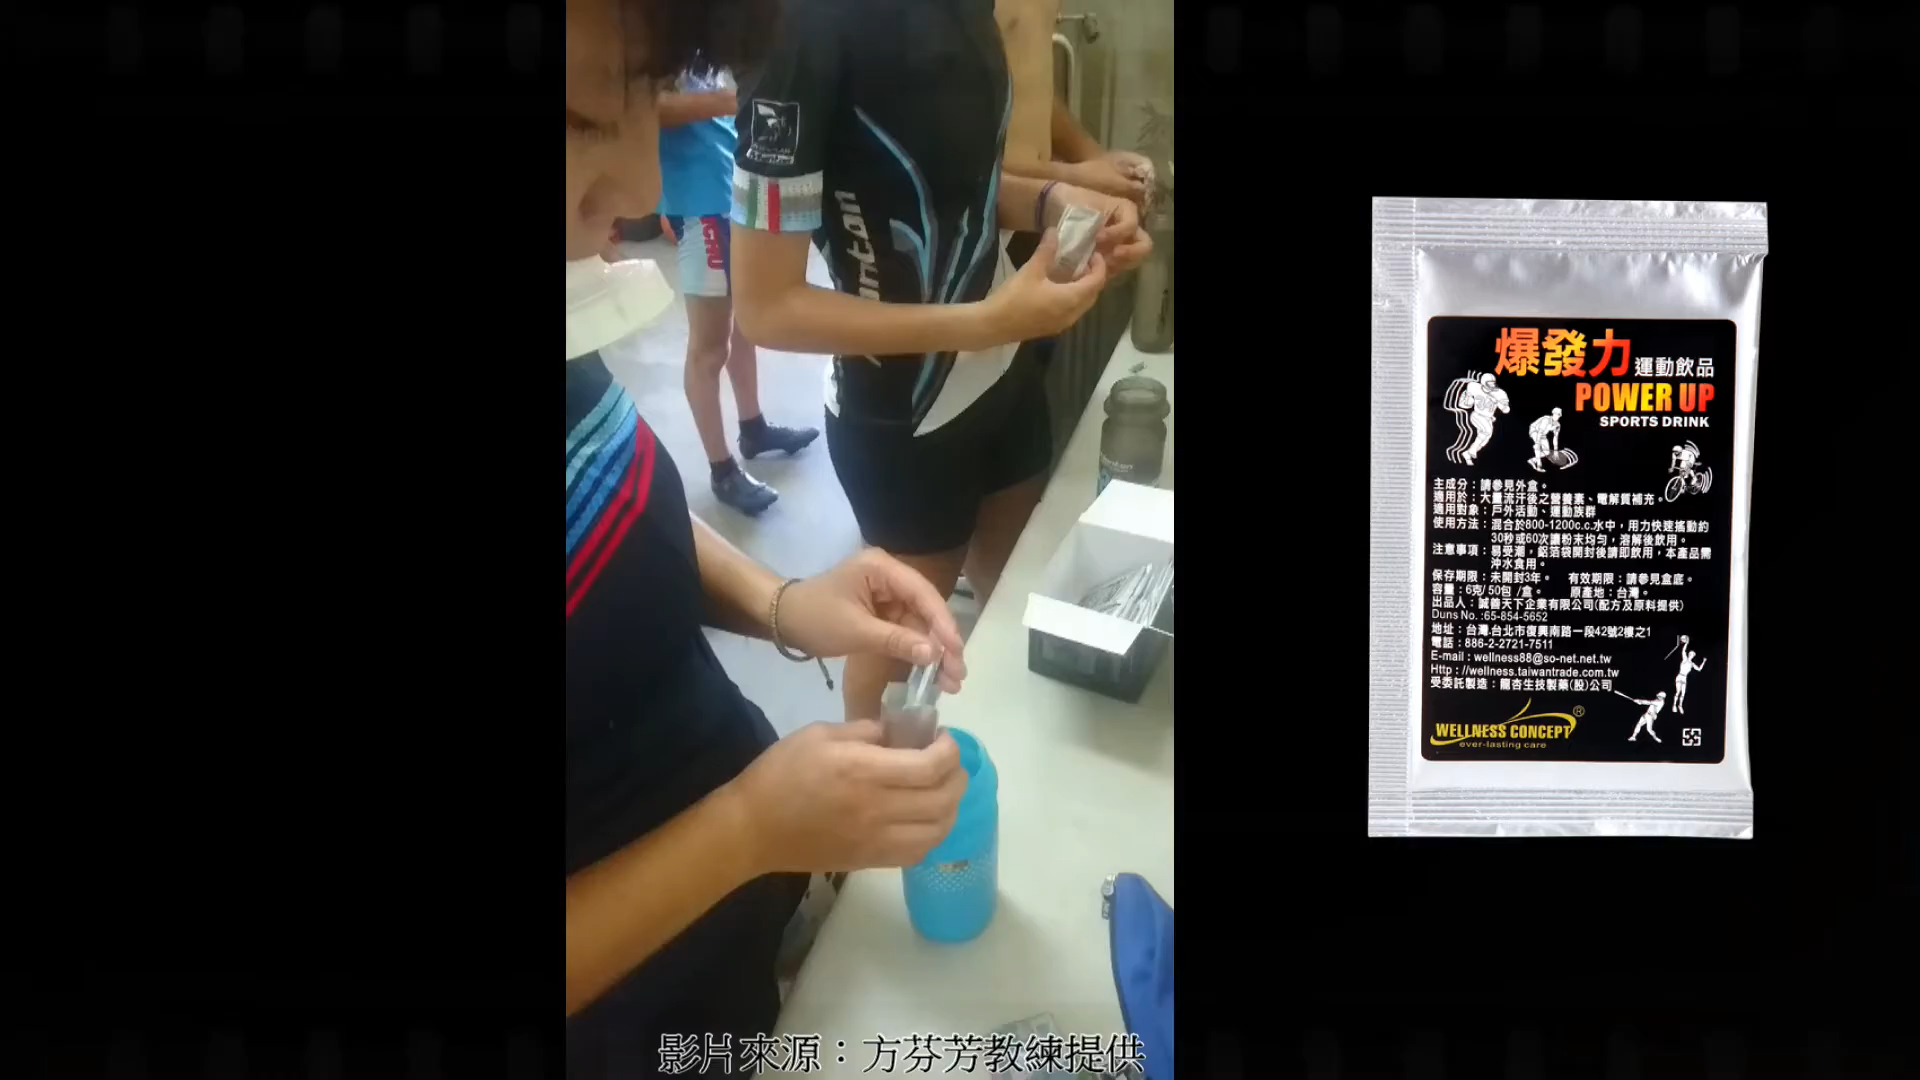 anton
影片來源：方芬芳教練提供
爆發力運動飲品
POWER UP
SPORTS DRINK
主成分：請參見外盒。
適用於：大量流汗後之營養素、電解質補充。
適用對象：戶外活動、運動族群
使用方法：混合於800-1200c.c.水中，用力快速搖動約
30秒或60次讓粉末均勻，溶解後飲用。
注意事項：易受潮，鋁箔袋開封後請即飲用，本產品需
沖水食用。
保存期限：未開封3年。 有效期限：請參見盒底。
容量：6克/ 50包 /盒。 原產地：台灣。
出品人：誠善天下企業有限公司(配方及原料提供)
Duns No. :65-854-5652
地址：台灣.台北市復興南路一段42號2樓之1
電話：886-2-2721-7511
E-mail : wellness88@so-net.net.tw
Http : //wellness.taiwantrade.com.tw
受委託製造：龍杏生技製藥(股)公司
WELLNESS CONCEPT®
ever-lasting care